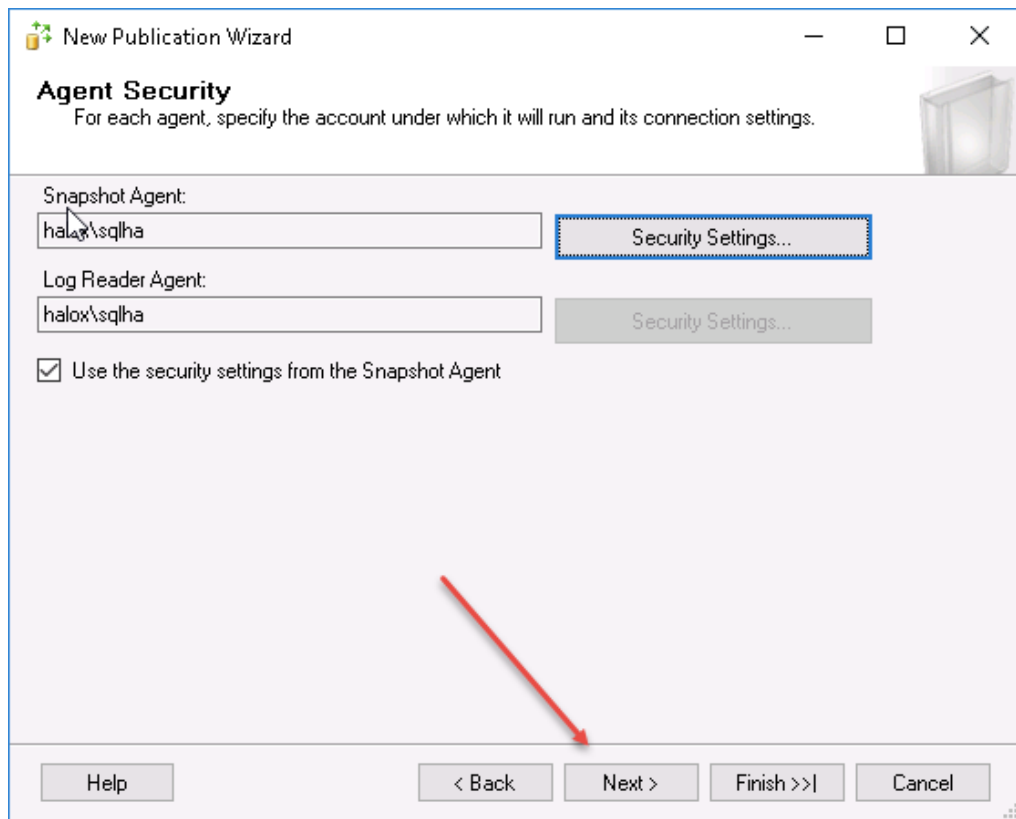 New Publication Wizard
Agent Security
For each agent, specify the account under which it will run and its connection settings.
Snapshot Agent:
halox\sqlha
Security Settings...
Log Reader Agent:
halox\sqlha
Security Settings...
Use the security settings from the Snapshot Agent
Help
< Back
Next >
Finish >>|
Cancel